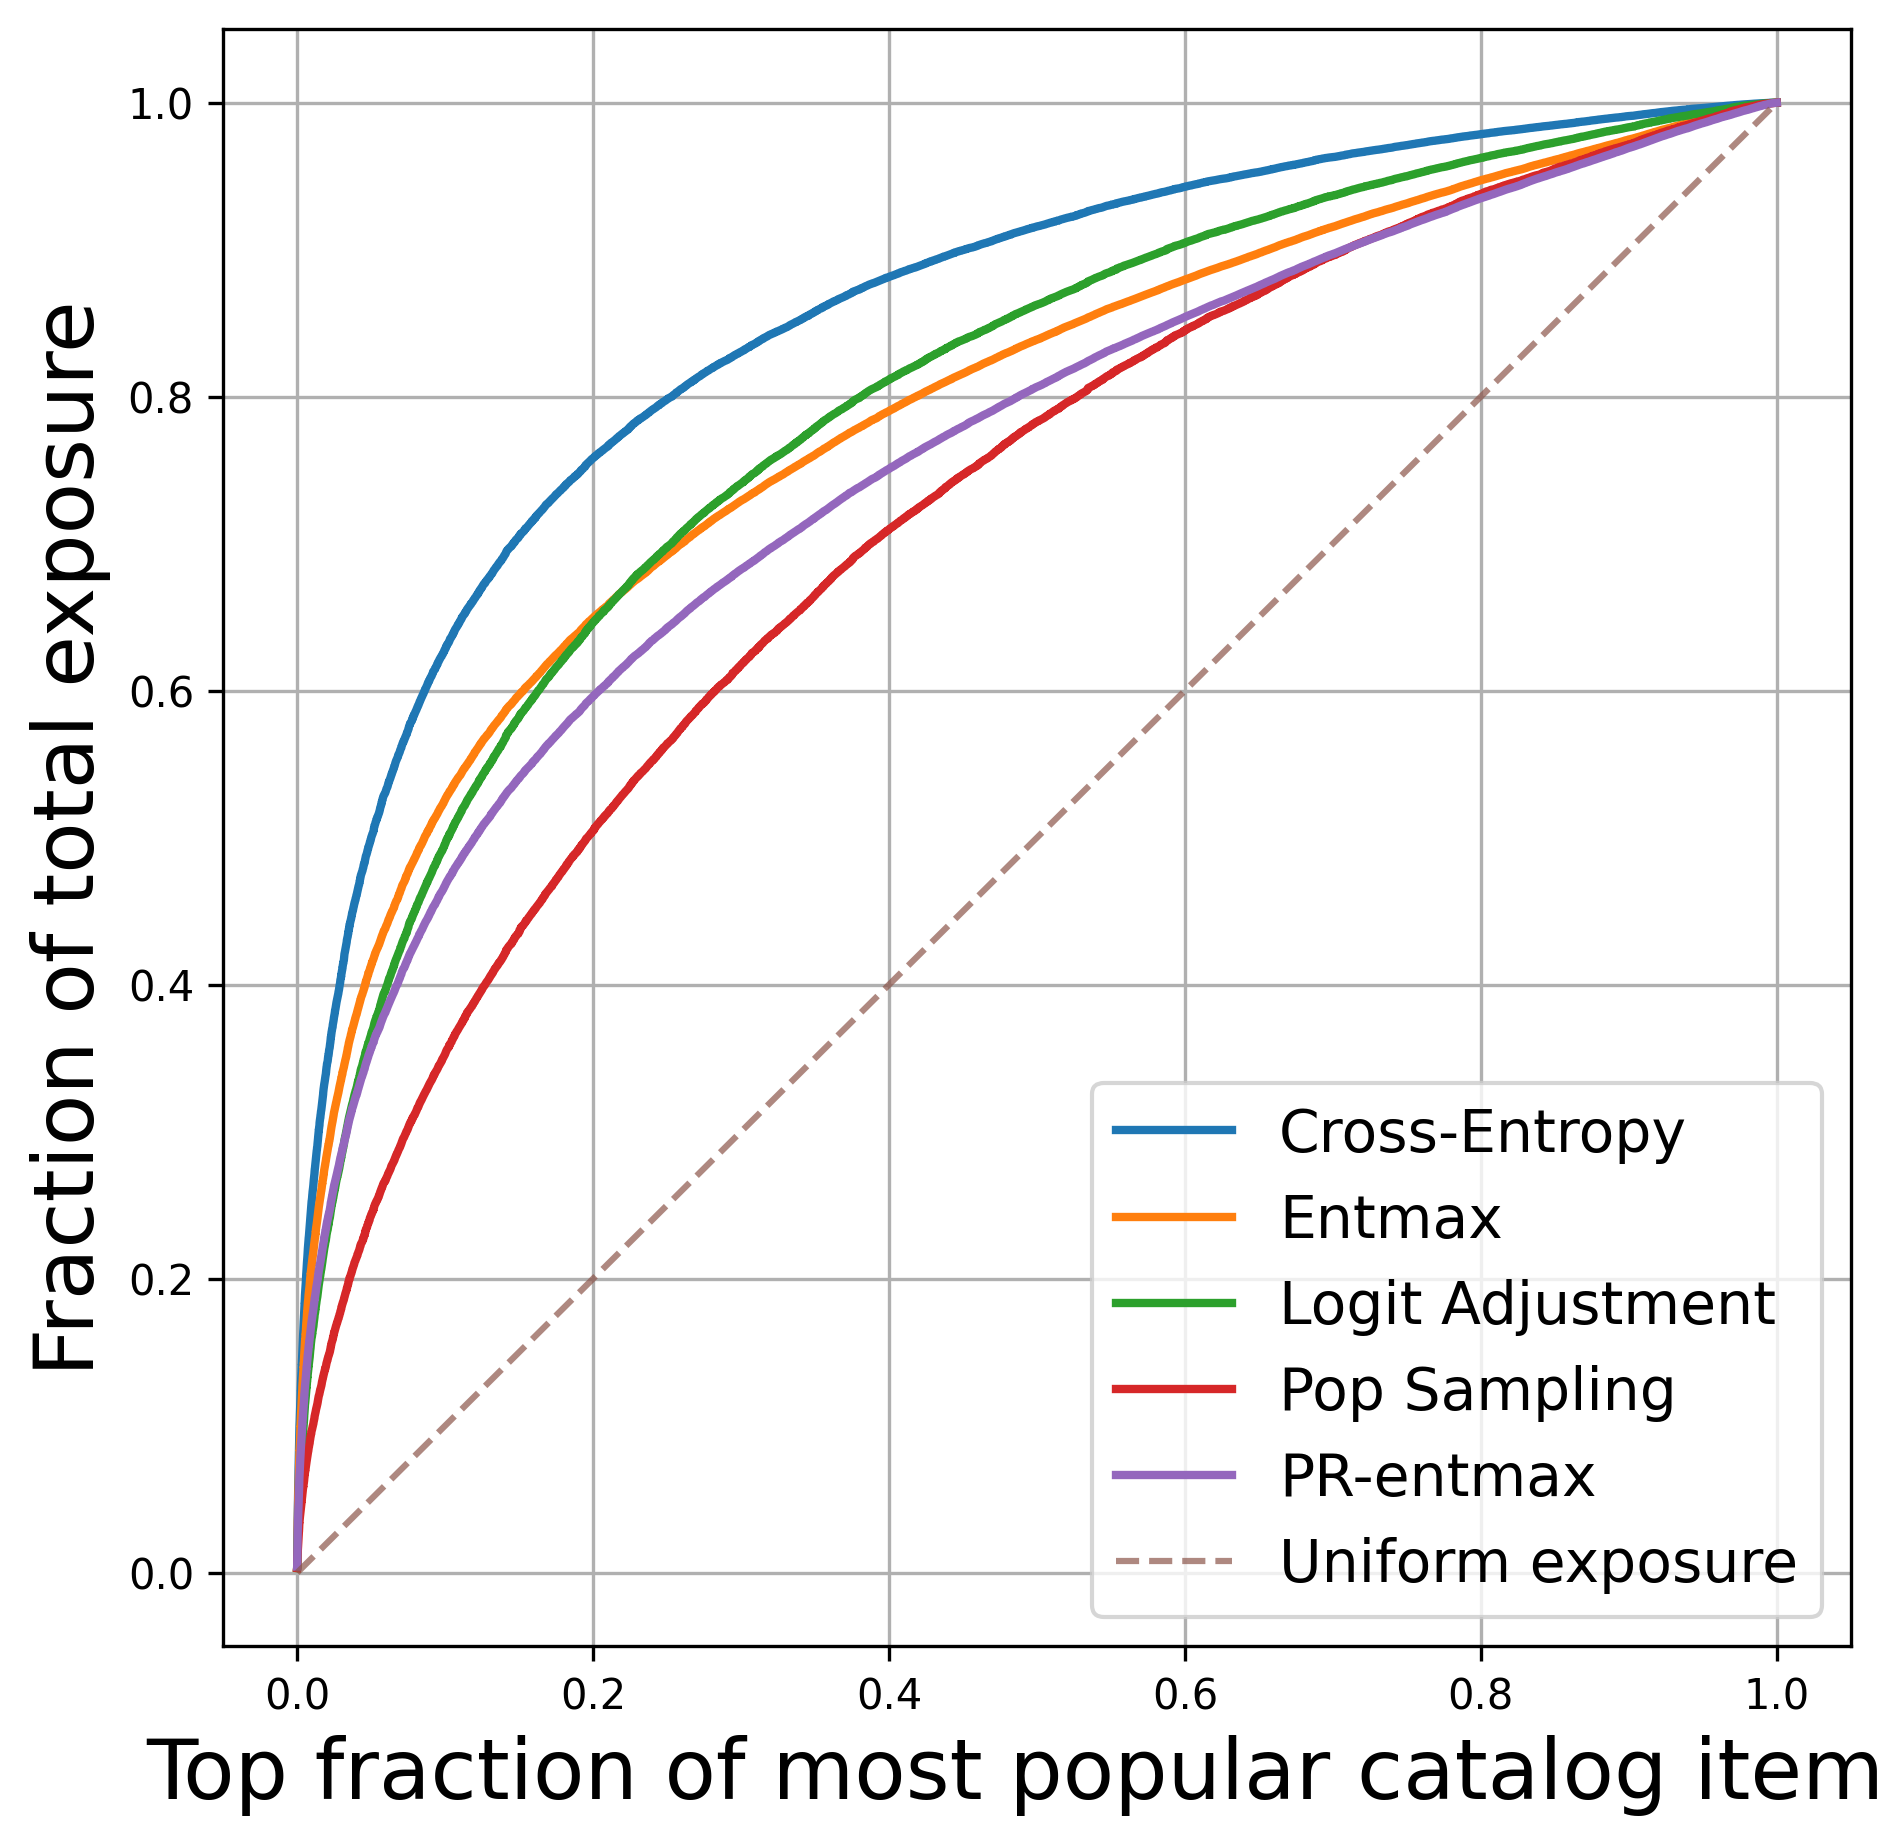 Fraction of total exposure
1.0
0.8
0.6
0.4
0.2
0.0
Cross-Entropy
Entmax
Logit Adjustment
Pop Sampling
PR-entmax
Uniform exposure
0.0 0.2 0.4 0.6 0.8 1.0
Top fraction of most popular catalog item